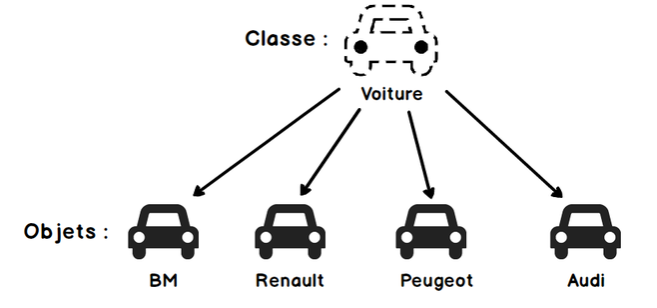 Classe :
Voiture
Objets :
BM
Renault
Peugeot
Audi